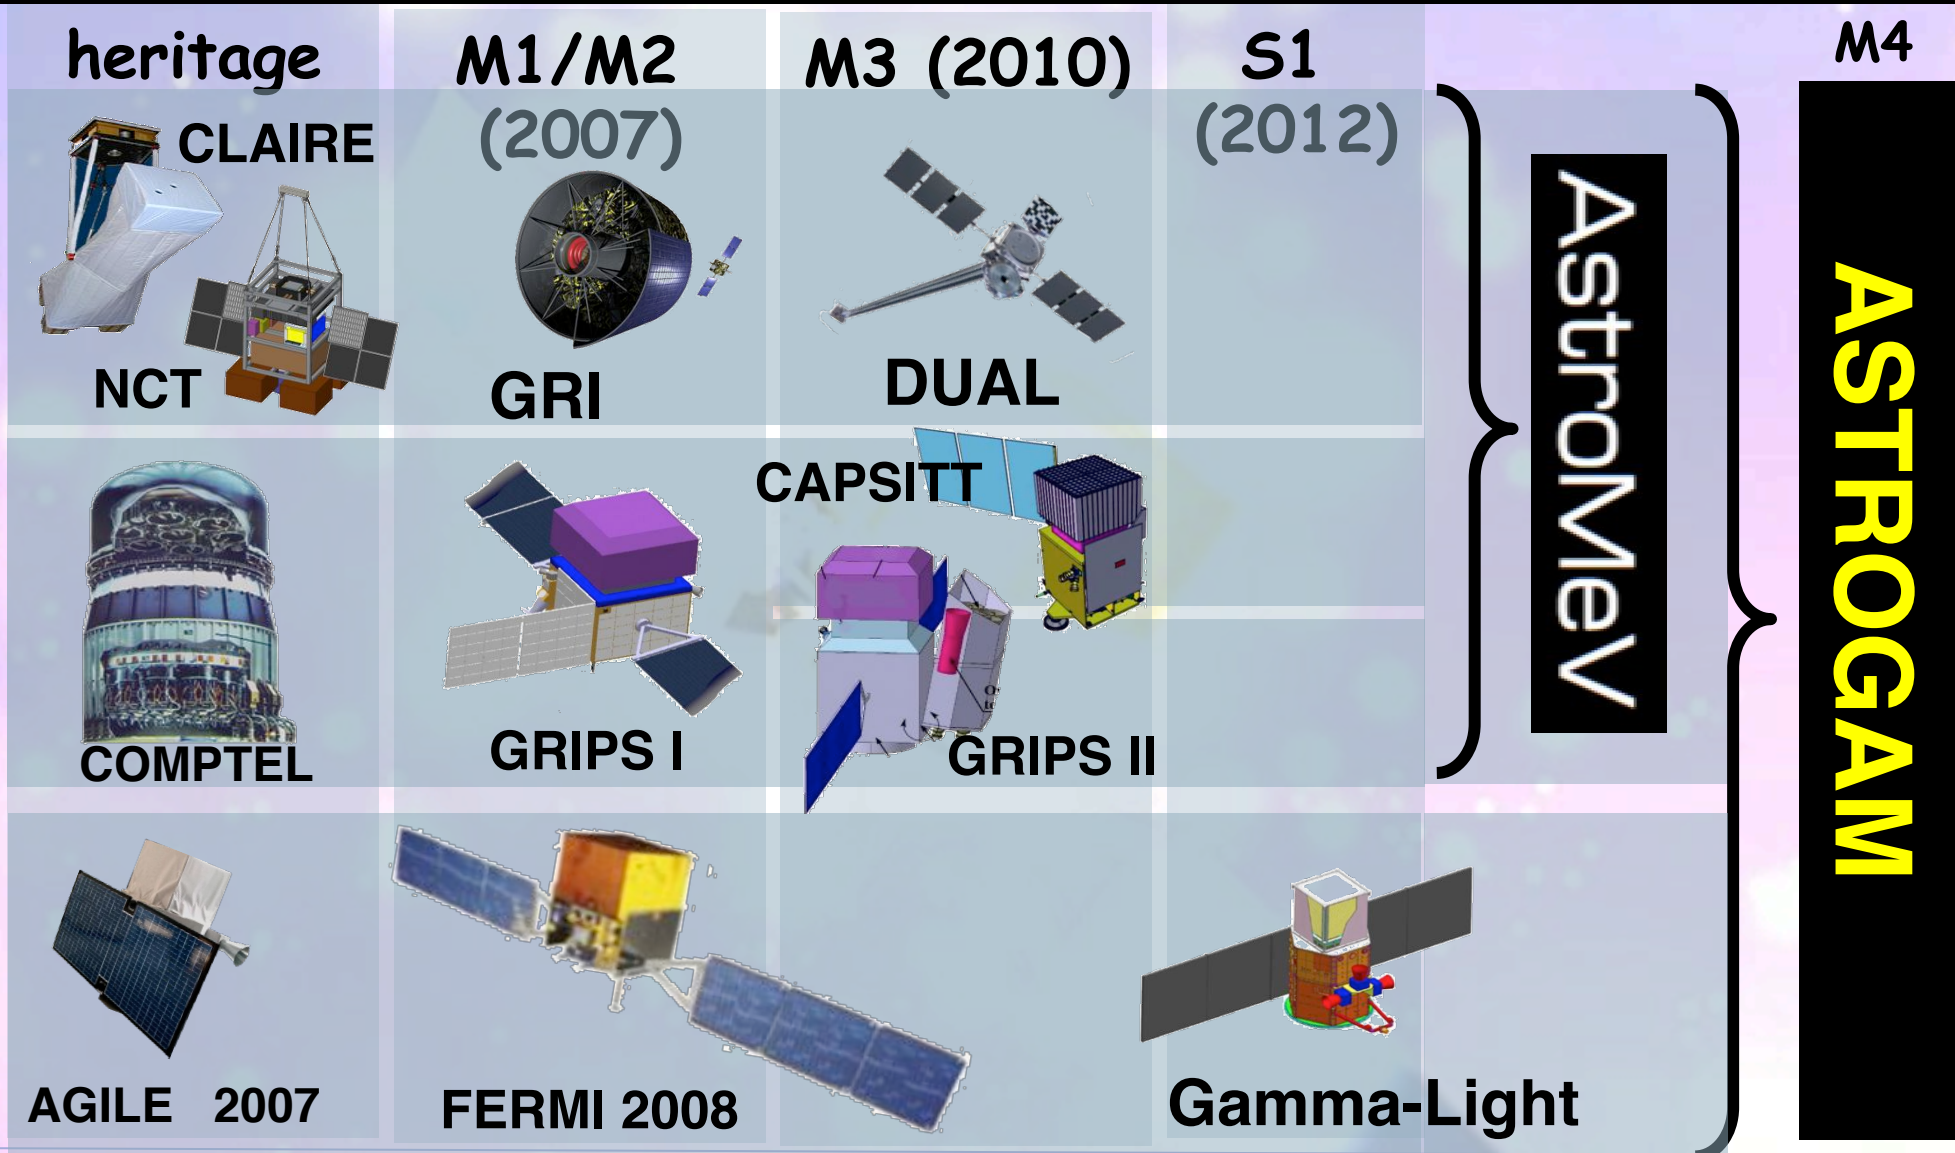 heritage
M1/M2
(2007)
M3 (2010)
S1
(2012)
M4
CLAIRE
NCT
GRI
DUAL
CAPSITT
COMPTEL
GRIPS I
GRIPS II
AstroMeV
ASTROGAM
AGILE 2007
FERMI 2008
Gamma-Light